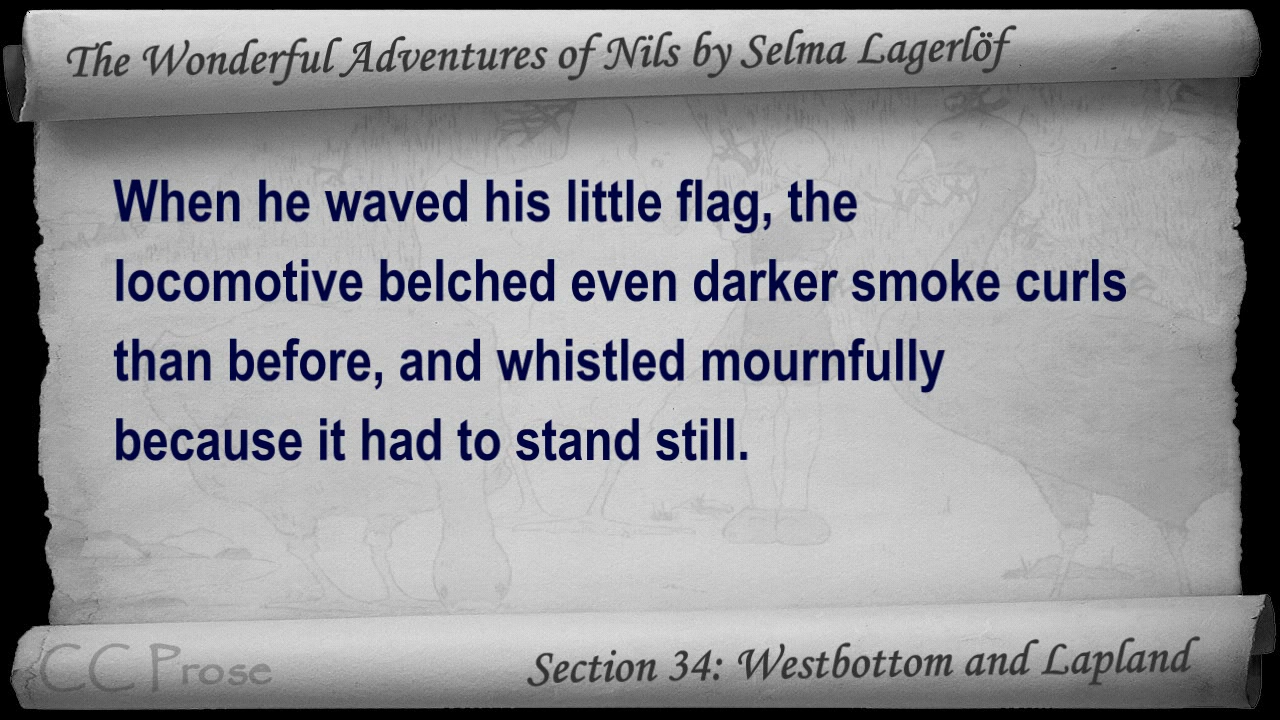 The Wonderful Adventures of Nils by Selma Lagerlöf
When he waved his little flag, the
locomotive belched even darker smoke curls
than before, and whistled mournfully
because it had to stand still.
CC Prose
Section 34: Westbottom and Lapland